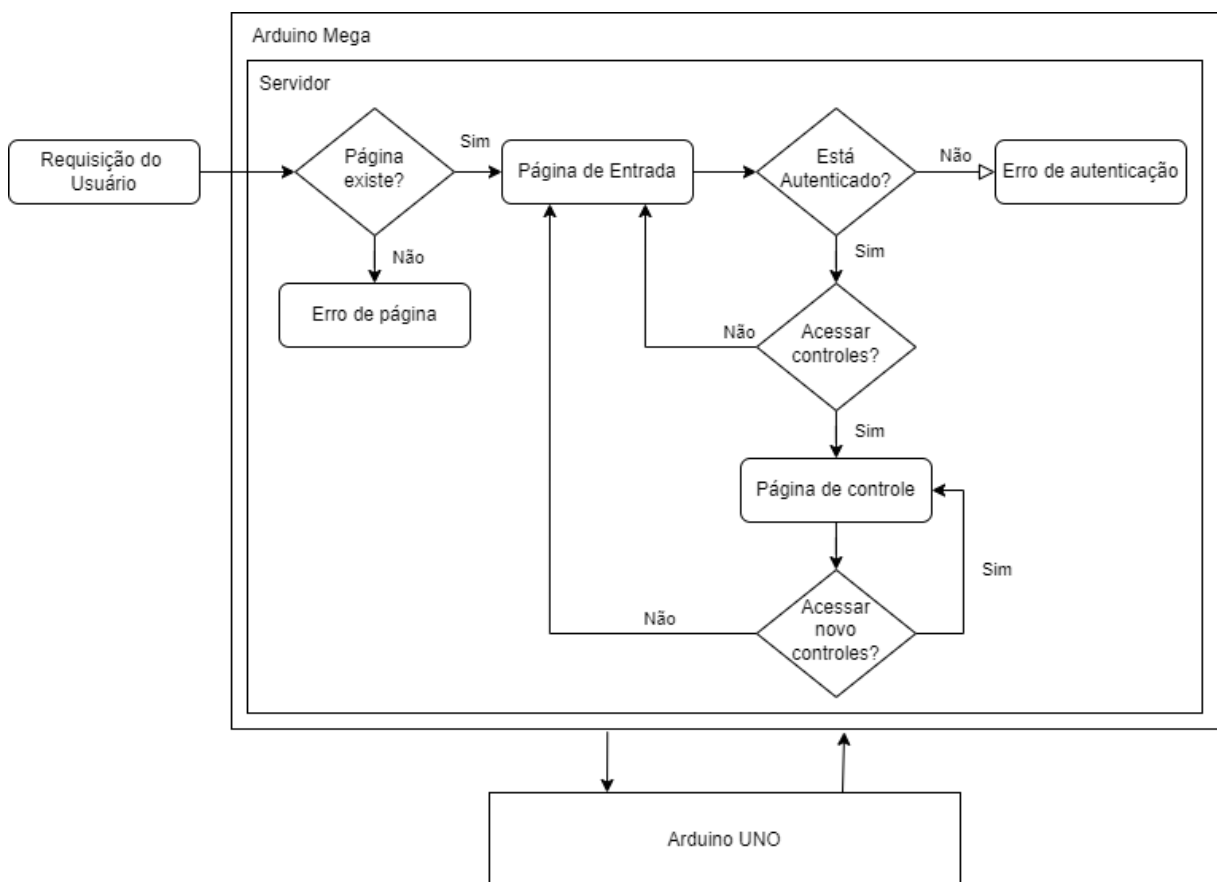 Arduino Mega
Servidor
Requisição do
Usuário
Página
existe?
Sim
Página de Entrada
Está
Autenticado?
Não
Erro de autenticação
Não
Erro de página
Sim
Não
Acessar
controles?
Sim
Página de controle
Sim
Não
Acessar
novo
controles?
Arduino UNO